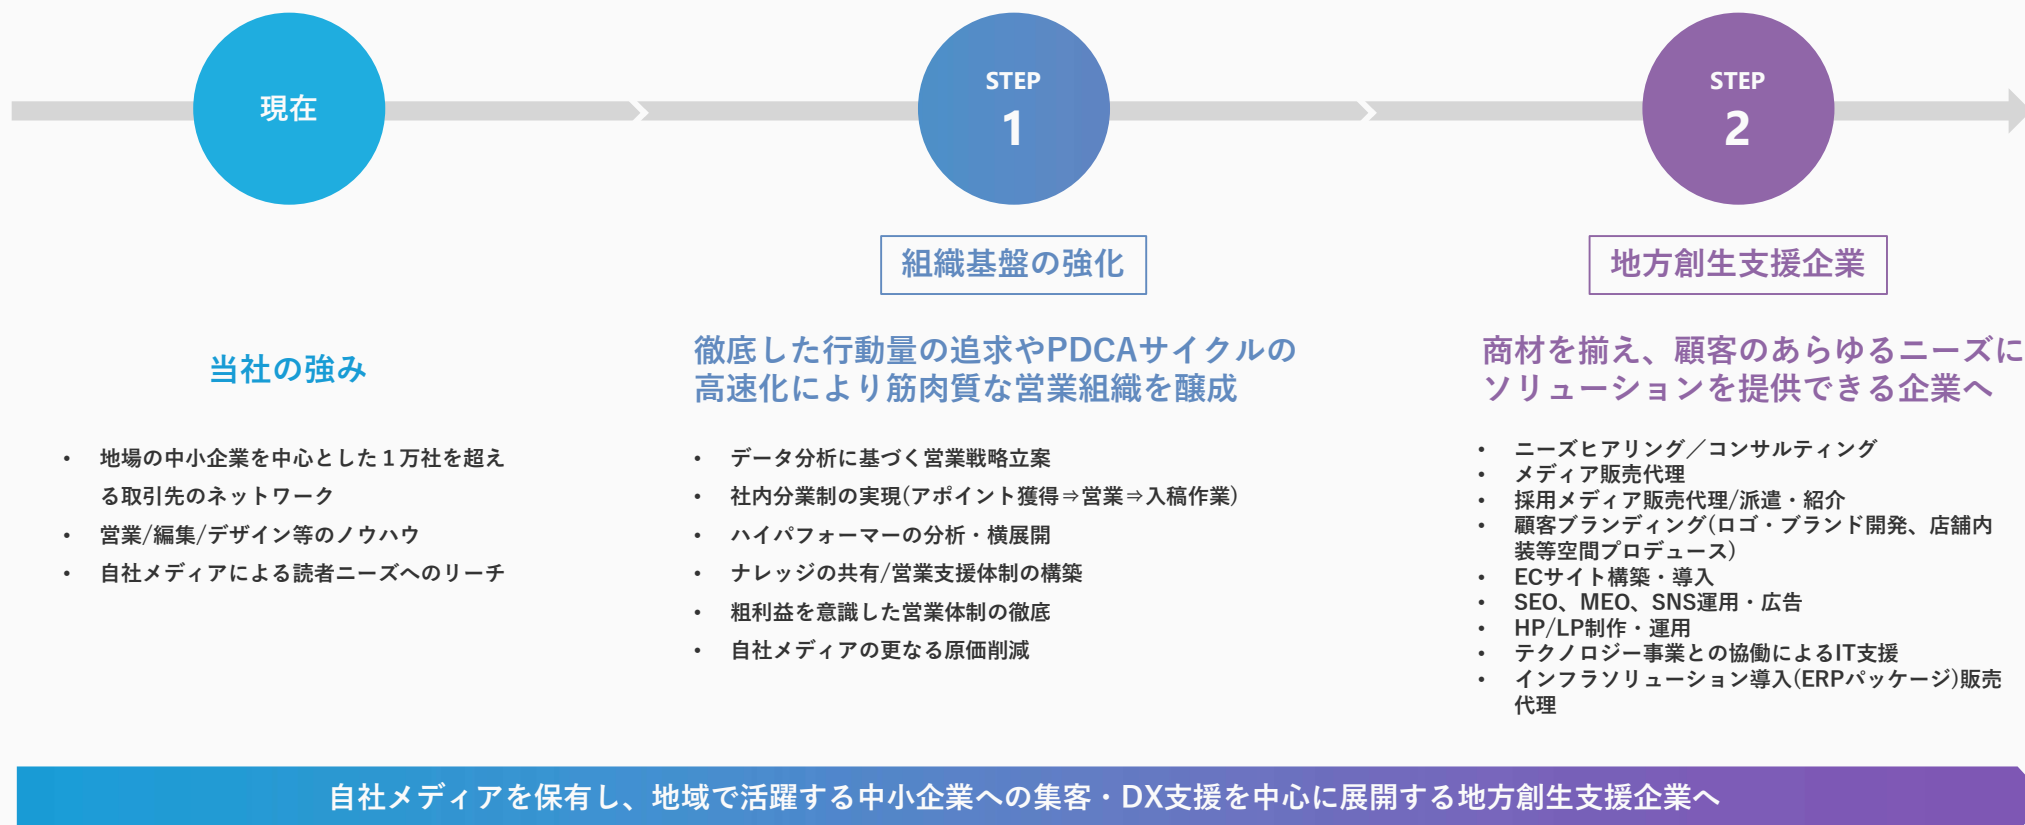 現在
STEP
1
STEP
2
組織基盤の強化
地方創生支援企業
当社の強み
徹底した行動量の追求やPDCAサイクルの
高速化により筋肉質な営業組織を醸成
商材を揃え、顧客のあらゆるニーズに
ソリューションを提供できる企業へ
• 地場の中小企業を中心とした１万社を超え
る取引先のネットワーク
• 営業/編集/デザイン等のノウハウ
• 自社メディアによる読者ニーズへのリーチ
• データ分析に基づく営業戦略立案
• 社内分業制の実現(アポイント獲得⇒営業⇒入稿作業)
• ハイパフォーマーの分析・横展開
• ナレッジの共有/営業支援体制の構築
• 粗利益を意識した営業体制の徹底
• 自社メディアの更なる原価削減
• ニーズヒアリング／コンサルティング
• メディア販売代理
• 採用メディア販売代理/派遣・紹介
• 顧客ブランディング(ロゴ・ブランド開発、店舗内
装等空間プロデュース)
• ECサイト構築・導入
• SEO、MEO、SNS運用・広告
• HP/LP制作・運用
• テクノロジー事業との協働によるIT支援
• インフラソリューション導入(ERPパッケージ)販売
代理
自社メディアを保有し、地域で活躍する中小企業への集客・DX支援を中心に展開する地方創生支援企業へ